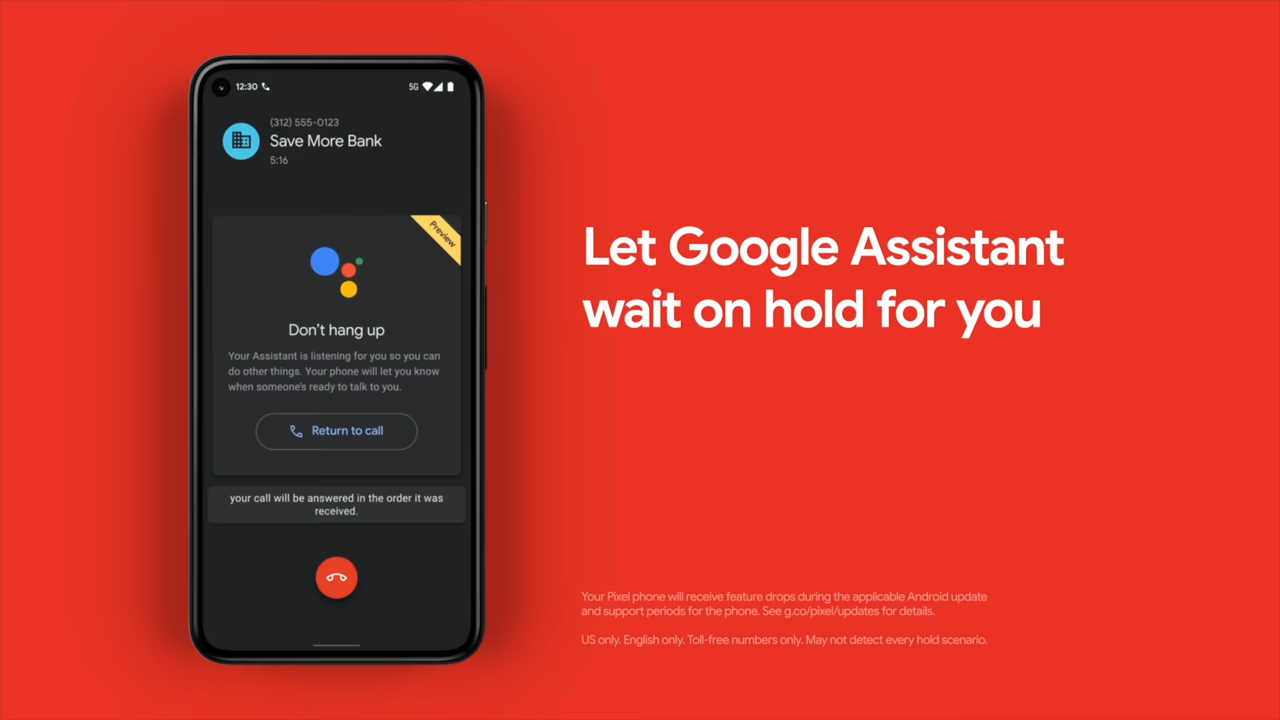 12:30
5G
(312) 555-0123
Save More Bank
5:16
Preview
Don't hang up
Your Assistant is listening for you so you can
do other things. Your phone will let you know
when someone's ready to talk to you.
Return to call
your call will be answered in the order it was
received.
Let Google Assistant
wait on hold for you
Your Pixel phone will receive feature drops during the applicable Android update
and support periods for the phone. See g.co/pixel/updates for details.
US only. English only. Toll-free numbers only. May not detect every hold scenario.